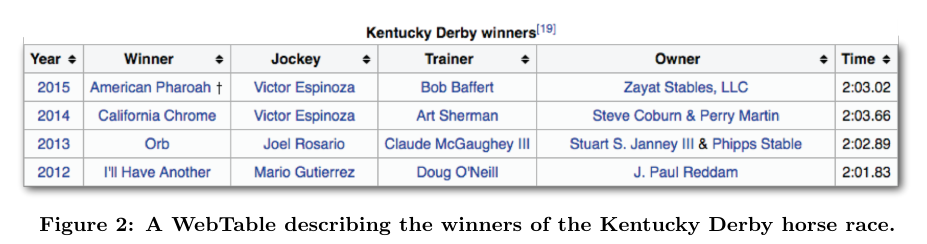 Kentucky Derby winners[19]
Year Winner Jockey Trainer Owner Time
2015 American Pharoah † Victor Espinoza Bob Baffert Zayat Stables, LLC 2:03.02
2014 California Chrome Victor Espinoza Art Sherman Steve Coburn & Perry Martin 2:03.66
2013 Orb Joel Rosario Claude McGaughey III Stuart S. Janney III & Phipps Stable 2:02.89
2012 I'll Have Another Mario Gutierrez Doug O'Neill J. Paul Reddam 2:01.83
Figure 2: A WebTable describing the winners of the Kentucky Derby horse race.